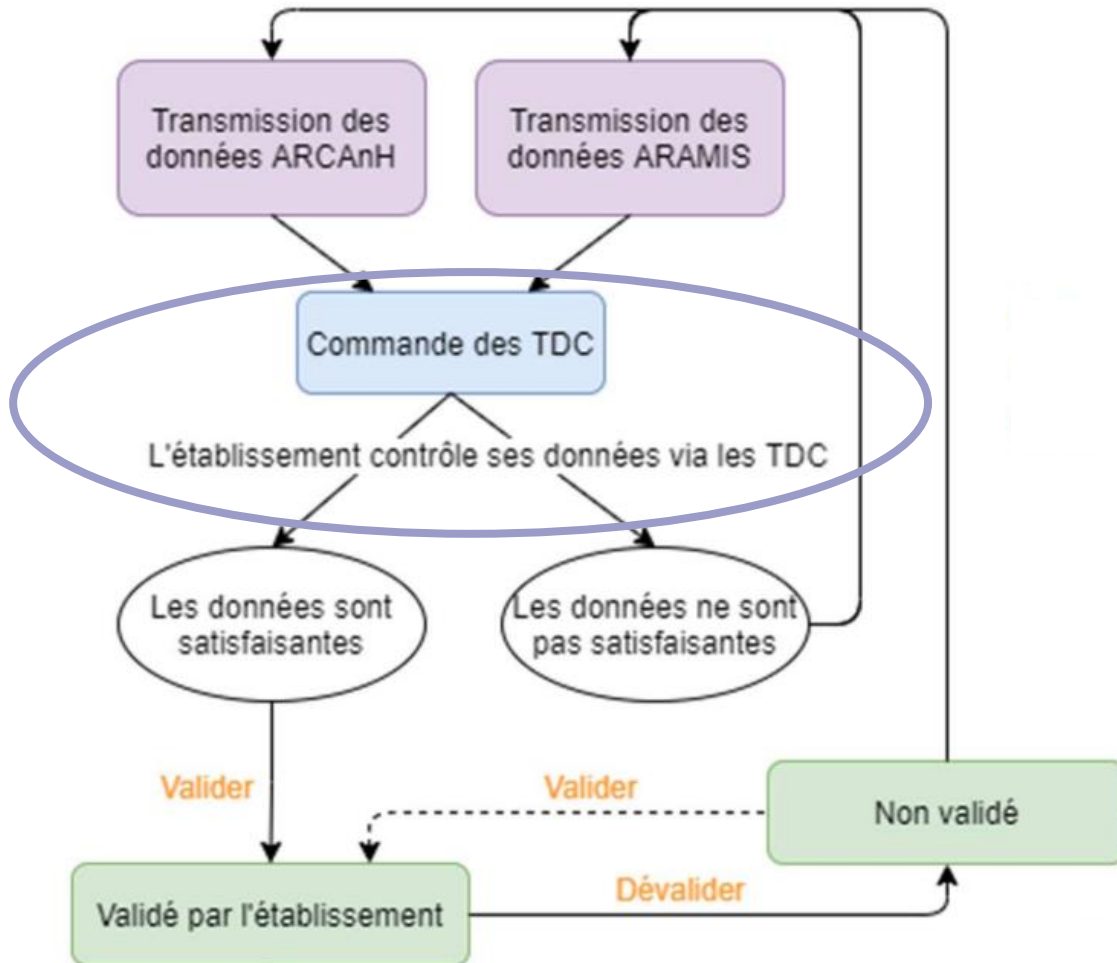 Transmission des
données ARCAnH
Transmission des
données ARAMIS
Commande des TDC
L'établissement contrôle ses données via les TDC
Les données sont
satisfaisantes
Les données ne sont
pas satisfaisantes
Valider
Valider
Non validé
Dévalider
Validé par l'établissement